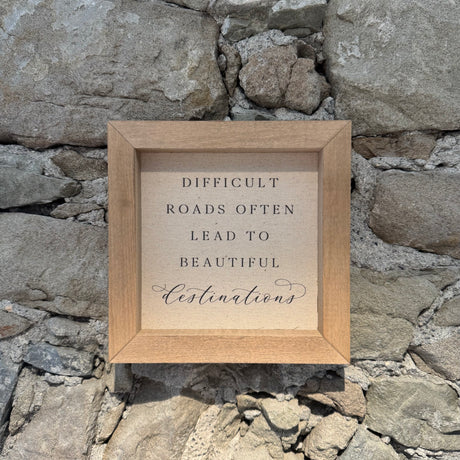 DIFFICULT
ROADS OFTEN
LEAD TO
BEAUTIFUL
destinations